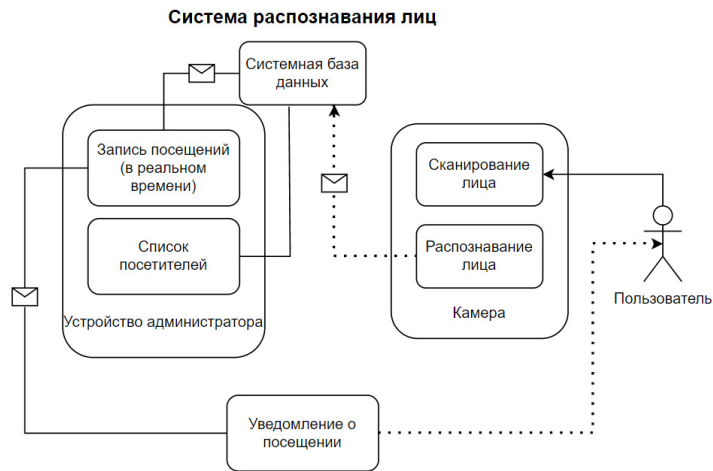 Система распознавания лиц
Системная база
данных
Запись посещений
(в реальном
времени)
Список
посетителей
Устройство администратора
Сканирование
лица
Распознавание
лица
Камера
Пользователь
Уведомление о
посещении